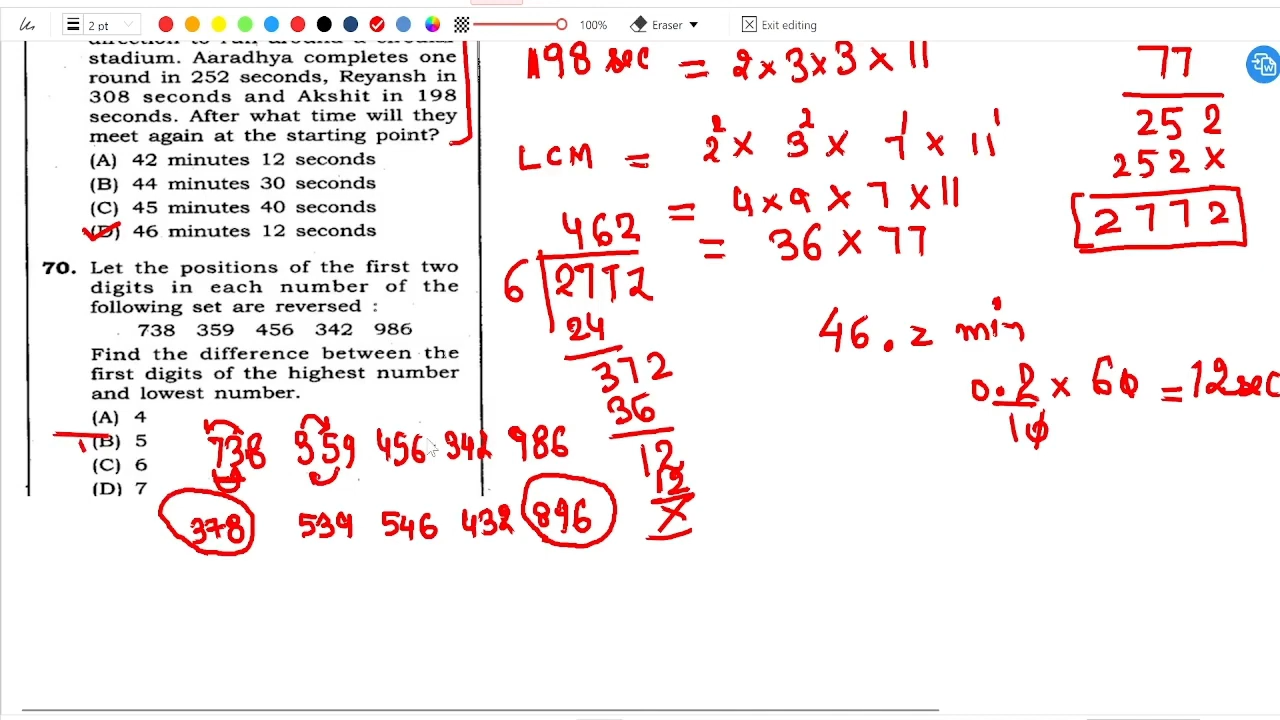 2 pt
100%
Eraser
Exit editing
direction to run around a circular
stadium. Aaradhya completes one
round in 252 seconds, Reyansh in
308 seconds and Akshit in 198
seconds. After what time will they
meet again at the starting point?
(A) 42 minutes 12 seconds
(B) 44 minutes 30 seconds
(C) 45 minutes 40 seconds
(D) 46 minutes 12 seconds
70. Let the positions of the first two
digits in each number of the
following set are reversed :
738 359 456 342 986
Find the difference between the
first digits of the highest number
and lowest number.
(A) 4
(B) 5
(C) 6
(D) 7
738 359 456 342 986
378 539 546 432 896
198 sec = 2 × 3 × 3 × 11
LCM = 2² × 3² × 7¹ × 11¹
= 4 × 9 × 7 × 11
= 36 × 77
462
6 2772
24
372
36
12
12
×
77
252
252×
2772
46.2 min
0.2 × 60 = 12 sec
10